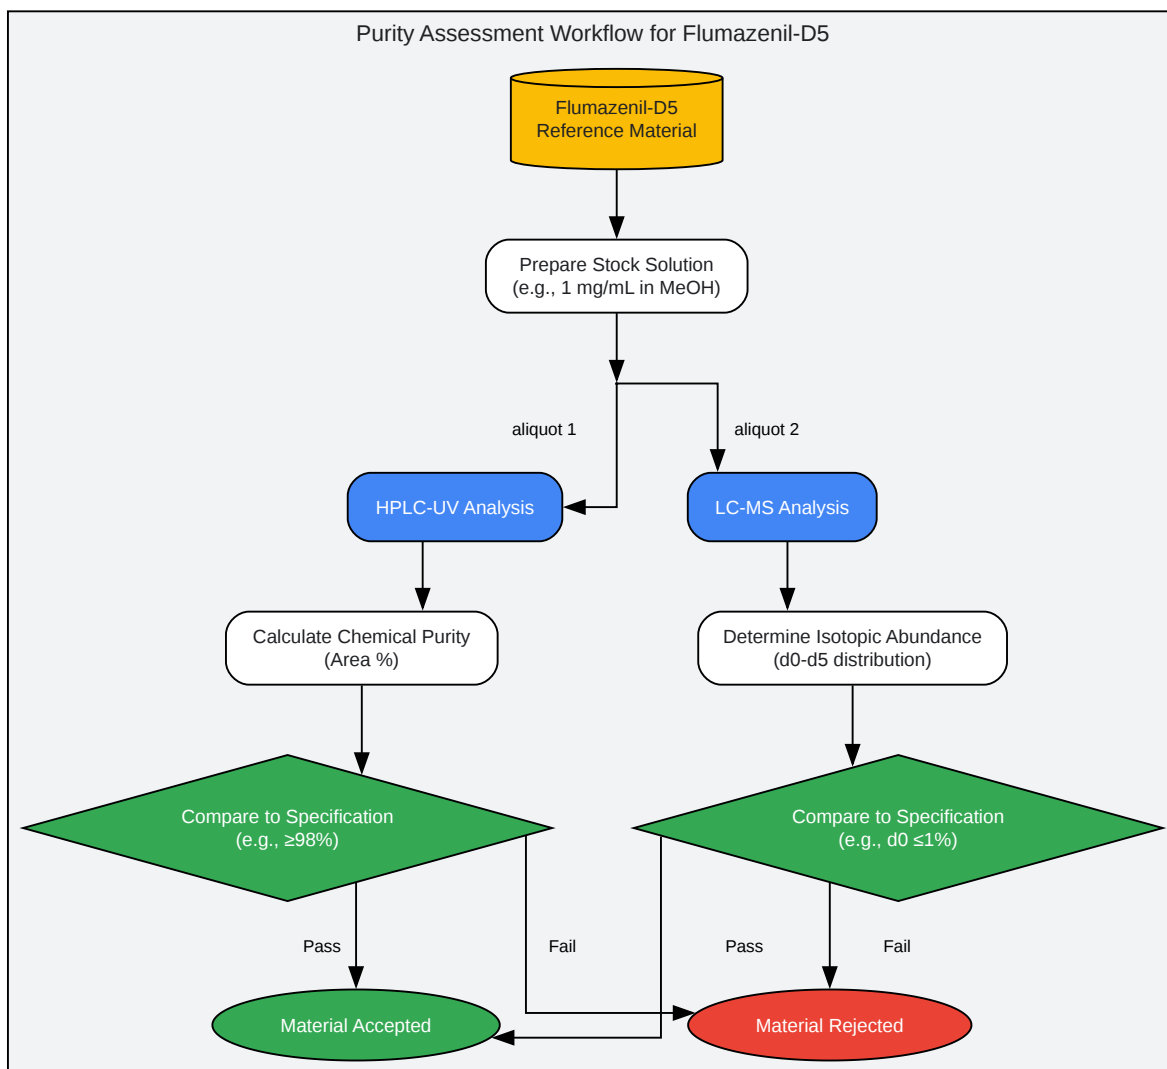 Purity Assessment Workflow for Flumazenil-D5
Flumazenil-D5
Reference Material
Prepare Stock Solution
(e.g., 1 mg/mL in MeOH)
aliquot 1
aliquot 2
HPLC-UV Analysis
LC-MS Analysis
Calculate Chemical Purity
(Area %)
Determine Isotopic Abundance
(d0-d5 distribution)
Compare to Specification
(e.g., ≥98%)
Compare to Specification
(e.g., d0 ≤1%)
Pass
Fail
Pass
Fail
Material Accepted
Material Rejected